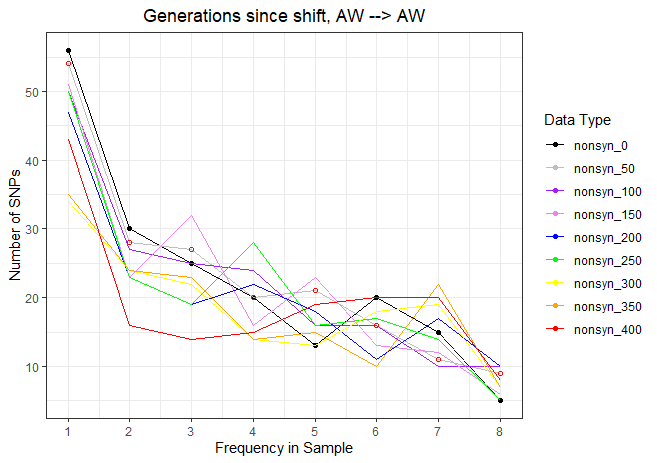 Generations since shift, AW --> AW
Number of SNPs
50
40
30
20
10
1 2 3 4 5 6 7 8
Frequency in Sample
Data Type
nonsyn_0
nonsyn_50
nonsyn_100
nonsyn_150
nonsyn_200
nonsyn_250
nonsyn_300
nonsyn_350
nonsyn_400